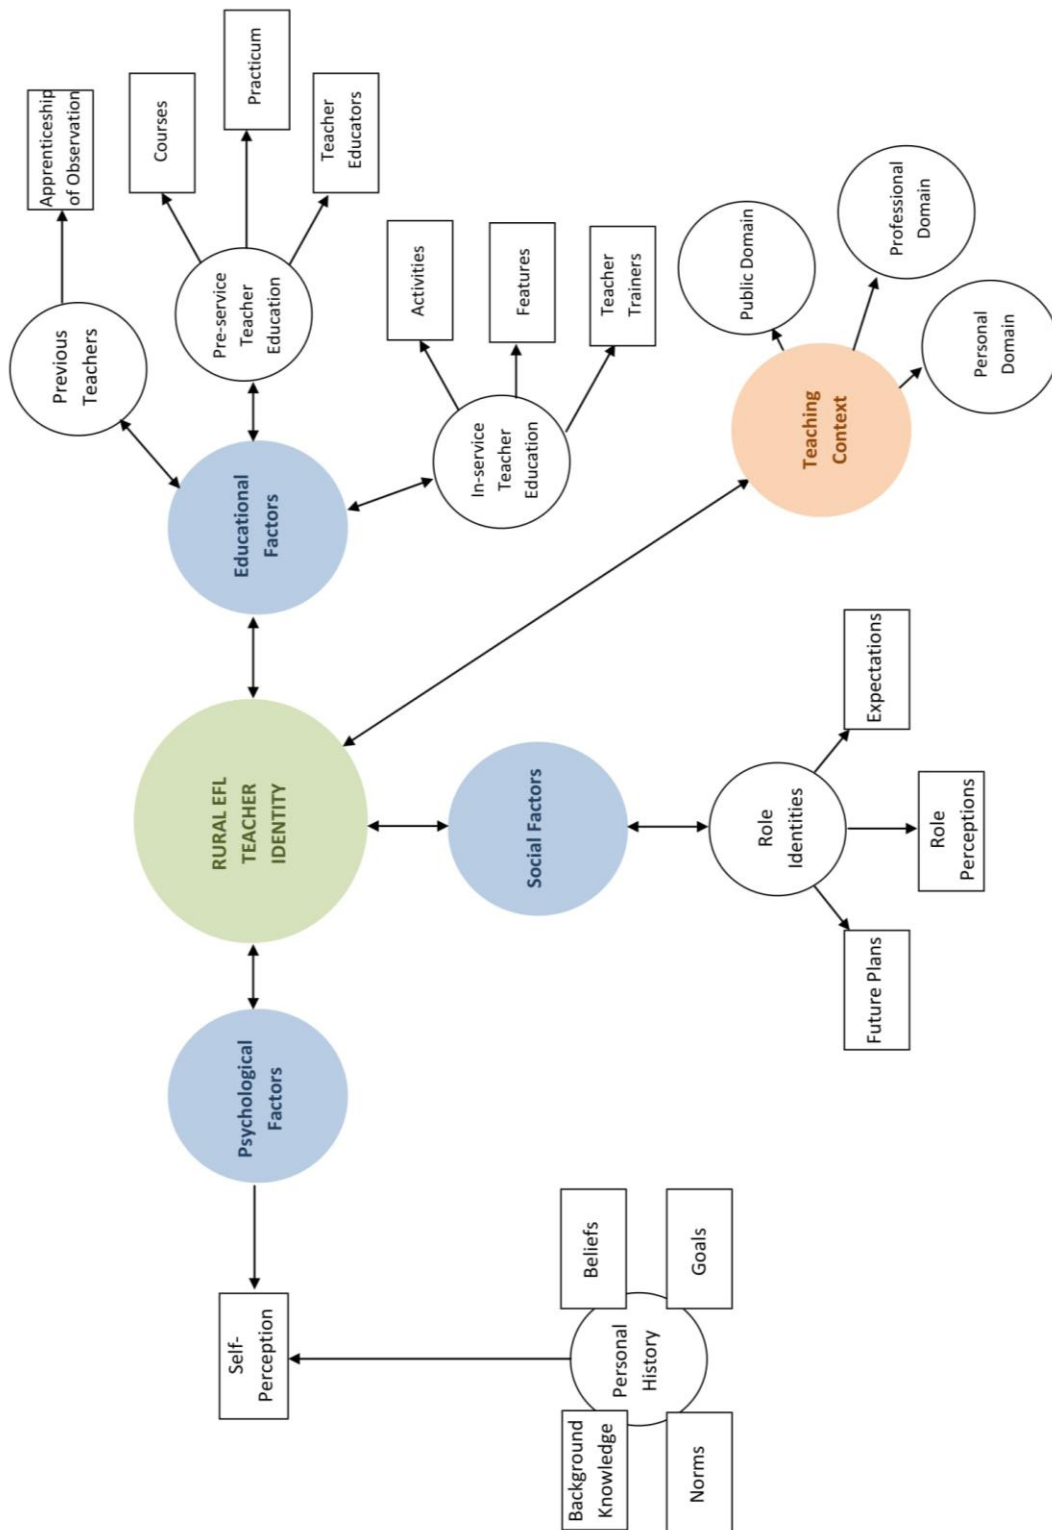 Previous
Teachers
Apprenticeship
of Observation
Pre-service
Teacher
Education
Courses
Practicum
Teacher
Educators
Educational
Factors
In-service
Teacher
Education
Activities
Features
Teacher
Trainers
RURAL EFL
TEACHER
IDENTITY
Psychological
Factors
Self-
Perception
Social Factors
Teaching
Context
Public Domain
Professional
Domain
Personal
Domain
Role
Identities
Future Plans
Role
Perceptions
Expectations
Background
Knowledge
Beliefs
Personal
History
Norms
Goals